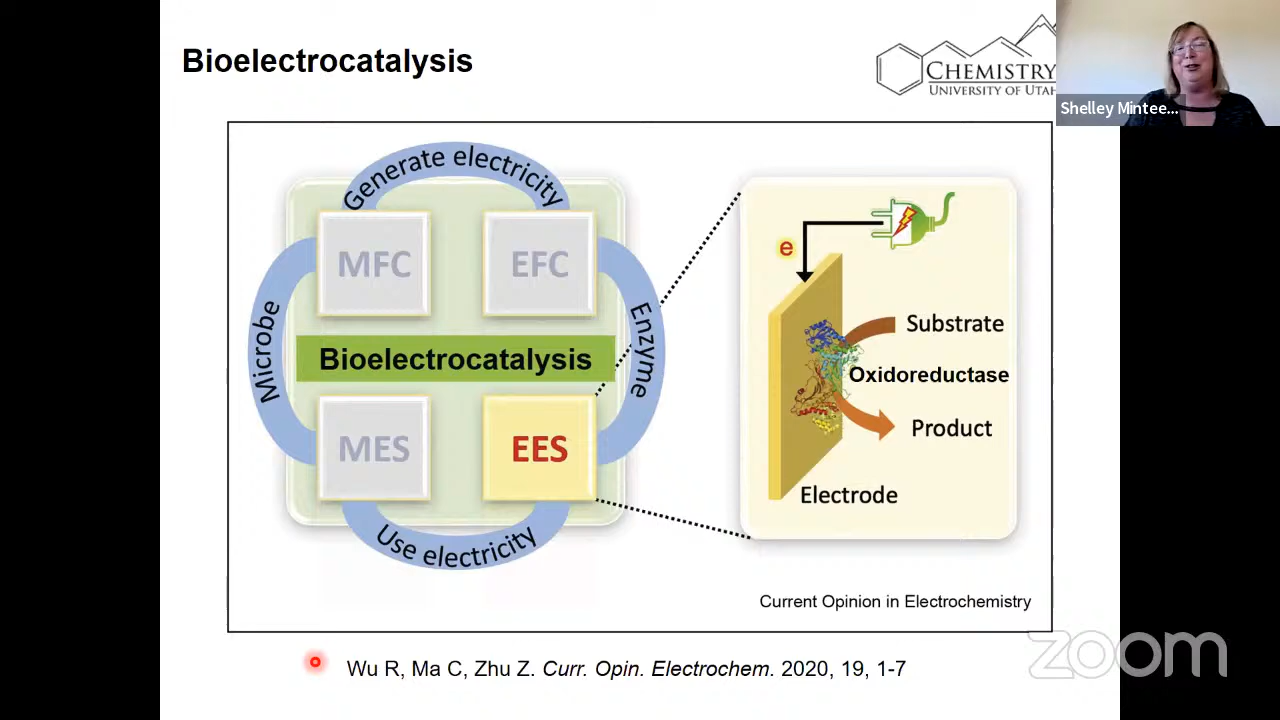 Bioelectrocatalysis
CHEMISTRY
UNIVERSITY OF UTAH
Shelley Mintee...
Generate electricity
MFC
EFC
Microbe
Enzyme
Bioelectrocatalysis
MES
EES
Use electricity
e
Substrate
Oxidoreductase
Product
Electrode
Current Opinion in Electrochemistry
Wu R, Ma C, Zhu Z. Curr. Opin. Electrochem. 2020, 19, 1-7
zoom